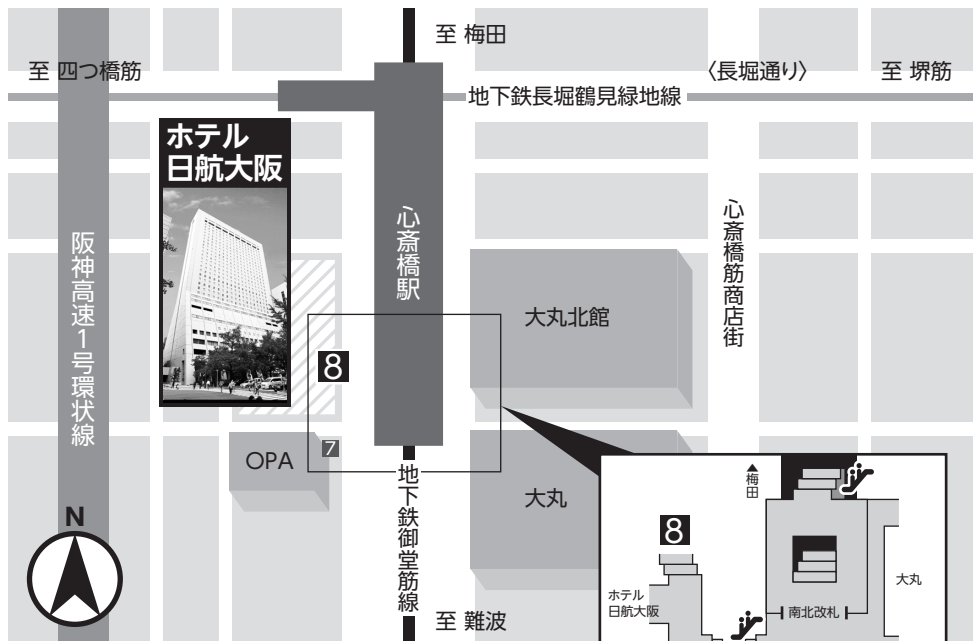 至 梅田
至 四つ橋筋
〈長堀通り〉
至 堺筋
地下鉄長堀鶴見緑地線
ホテル
日航大阪
阪神高速1号環状線
心斎橋駅
心斎橋筋商店街
大丸北館
8
7
OPA
大丸
地下鉄御堂筋線
至 難波
N
▲梅田
8
ホテル
日航大阪
南北改札
大丸